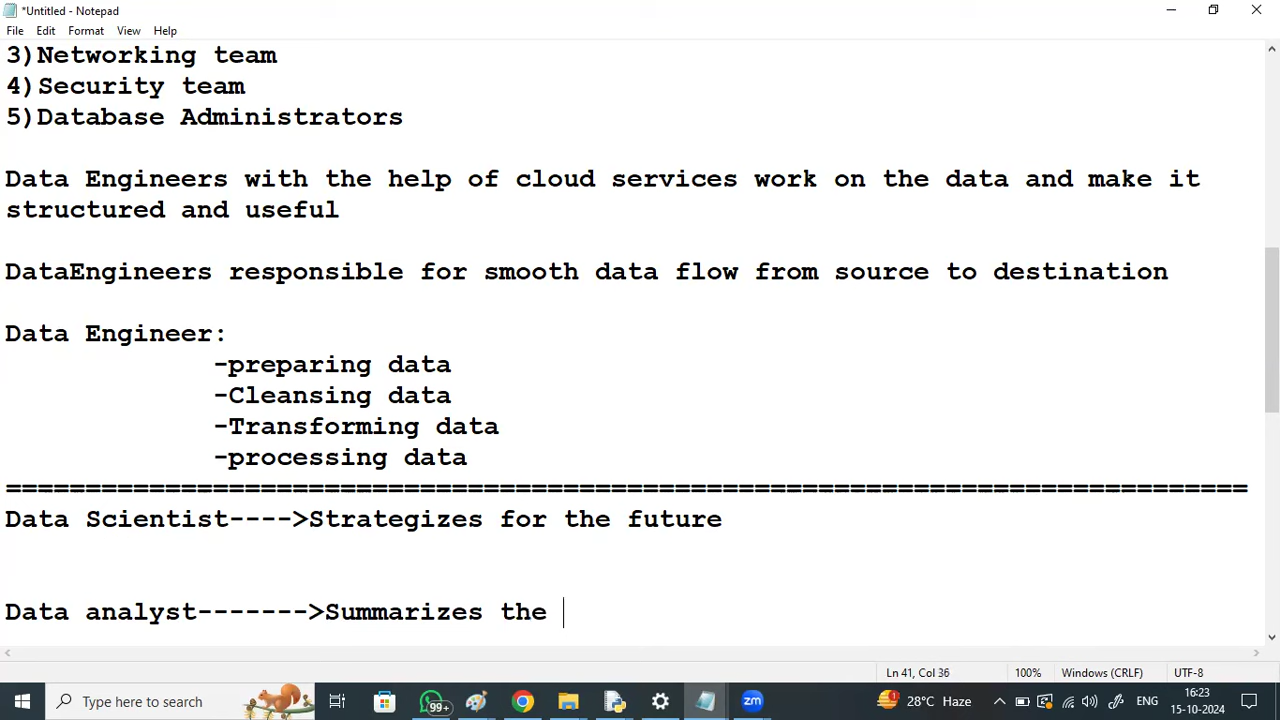 *Untitled - Notepad
File Edit Format View Help
3)Networking team
4)Security team
5)Database Administrators
Data Engineers with the help of cloud services work on the data and make it
structured and useful
DataEngineers responsible for smooth data flow from source to destination
Data Engineer:
-preparing data
-Cleansing data
-Transforming data
-processing data
==============================================================================
Data Scientist---->Strategizes for the future
Data analyst------->Summarizes the
Ln 41, Col 36 100% Windows (CRLF) UTF-8
Type here to search 99+ zm 1 28°C Haze ENG 16:23
15-10-2024